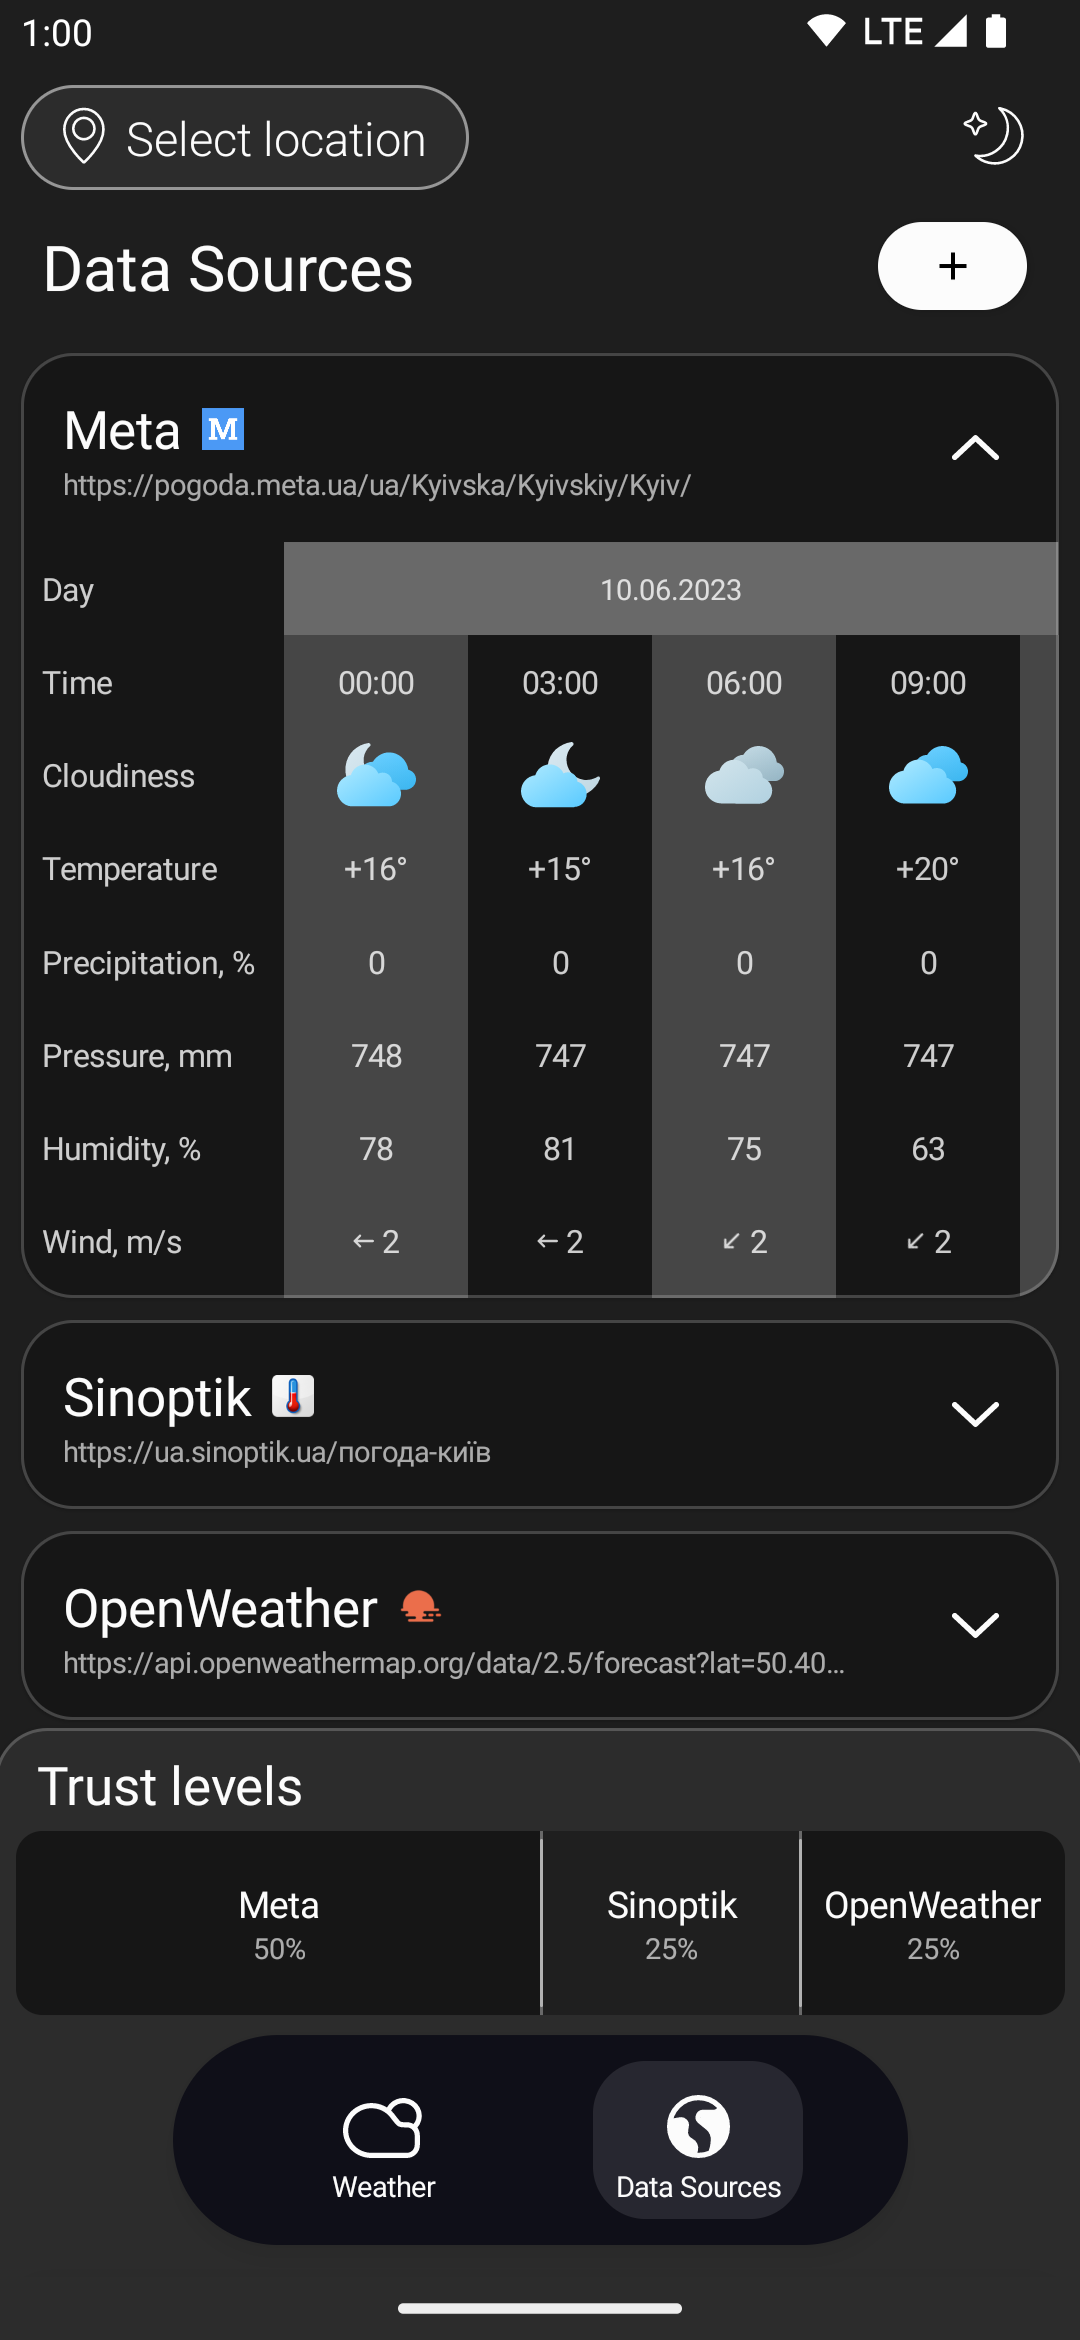 1:00
LTE
Select location
Data Sources
+
Meta M
https://pogoda.meta.ua/ua/Kyivska/Kyivskiy/Kyiv/
Day 10.06.2023
Time 00:00 03:00 06:00 09:00
Cloudiness
Temperature +16° +15° +16° +20°
Precipitation, % 0 0 0 0
Pressure, mm 748 747 747 747
Humidity, % 78 81 75 63
Wind, m/s ← 2 ← 2 ↙ 2 ↙ 2
Sinoptik
https://ua.sinoptik.ua/погода-київ
OpenWeather
https://api.openweathermap.org/data/2.5/forecast?lat=50.40...
Trust levels
Meta Sinoptik OpenWeather
50% 25% 25%
Weather Data Sources